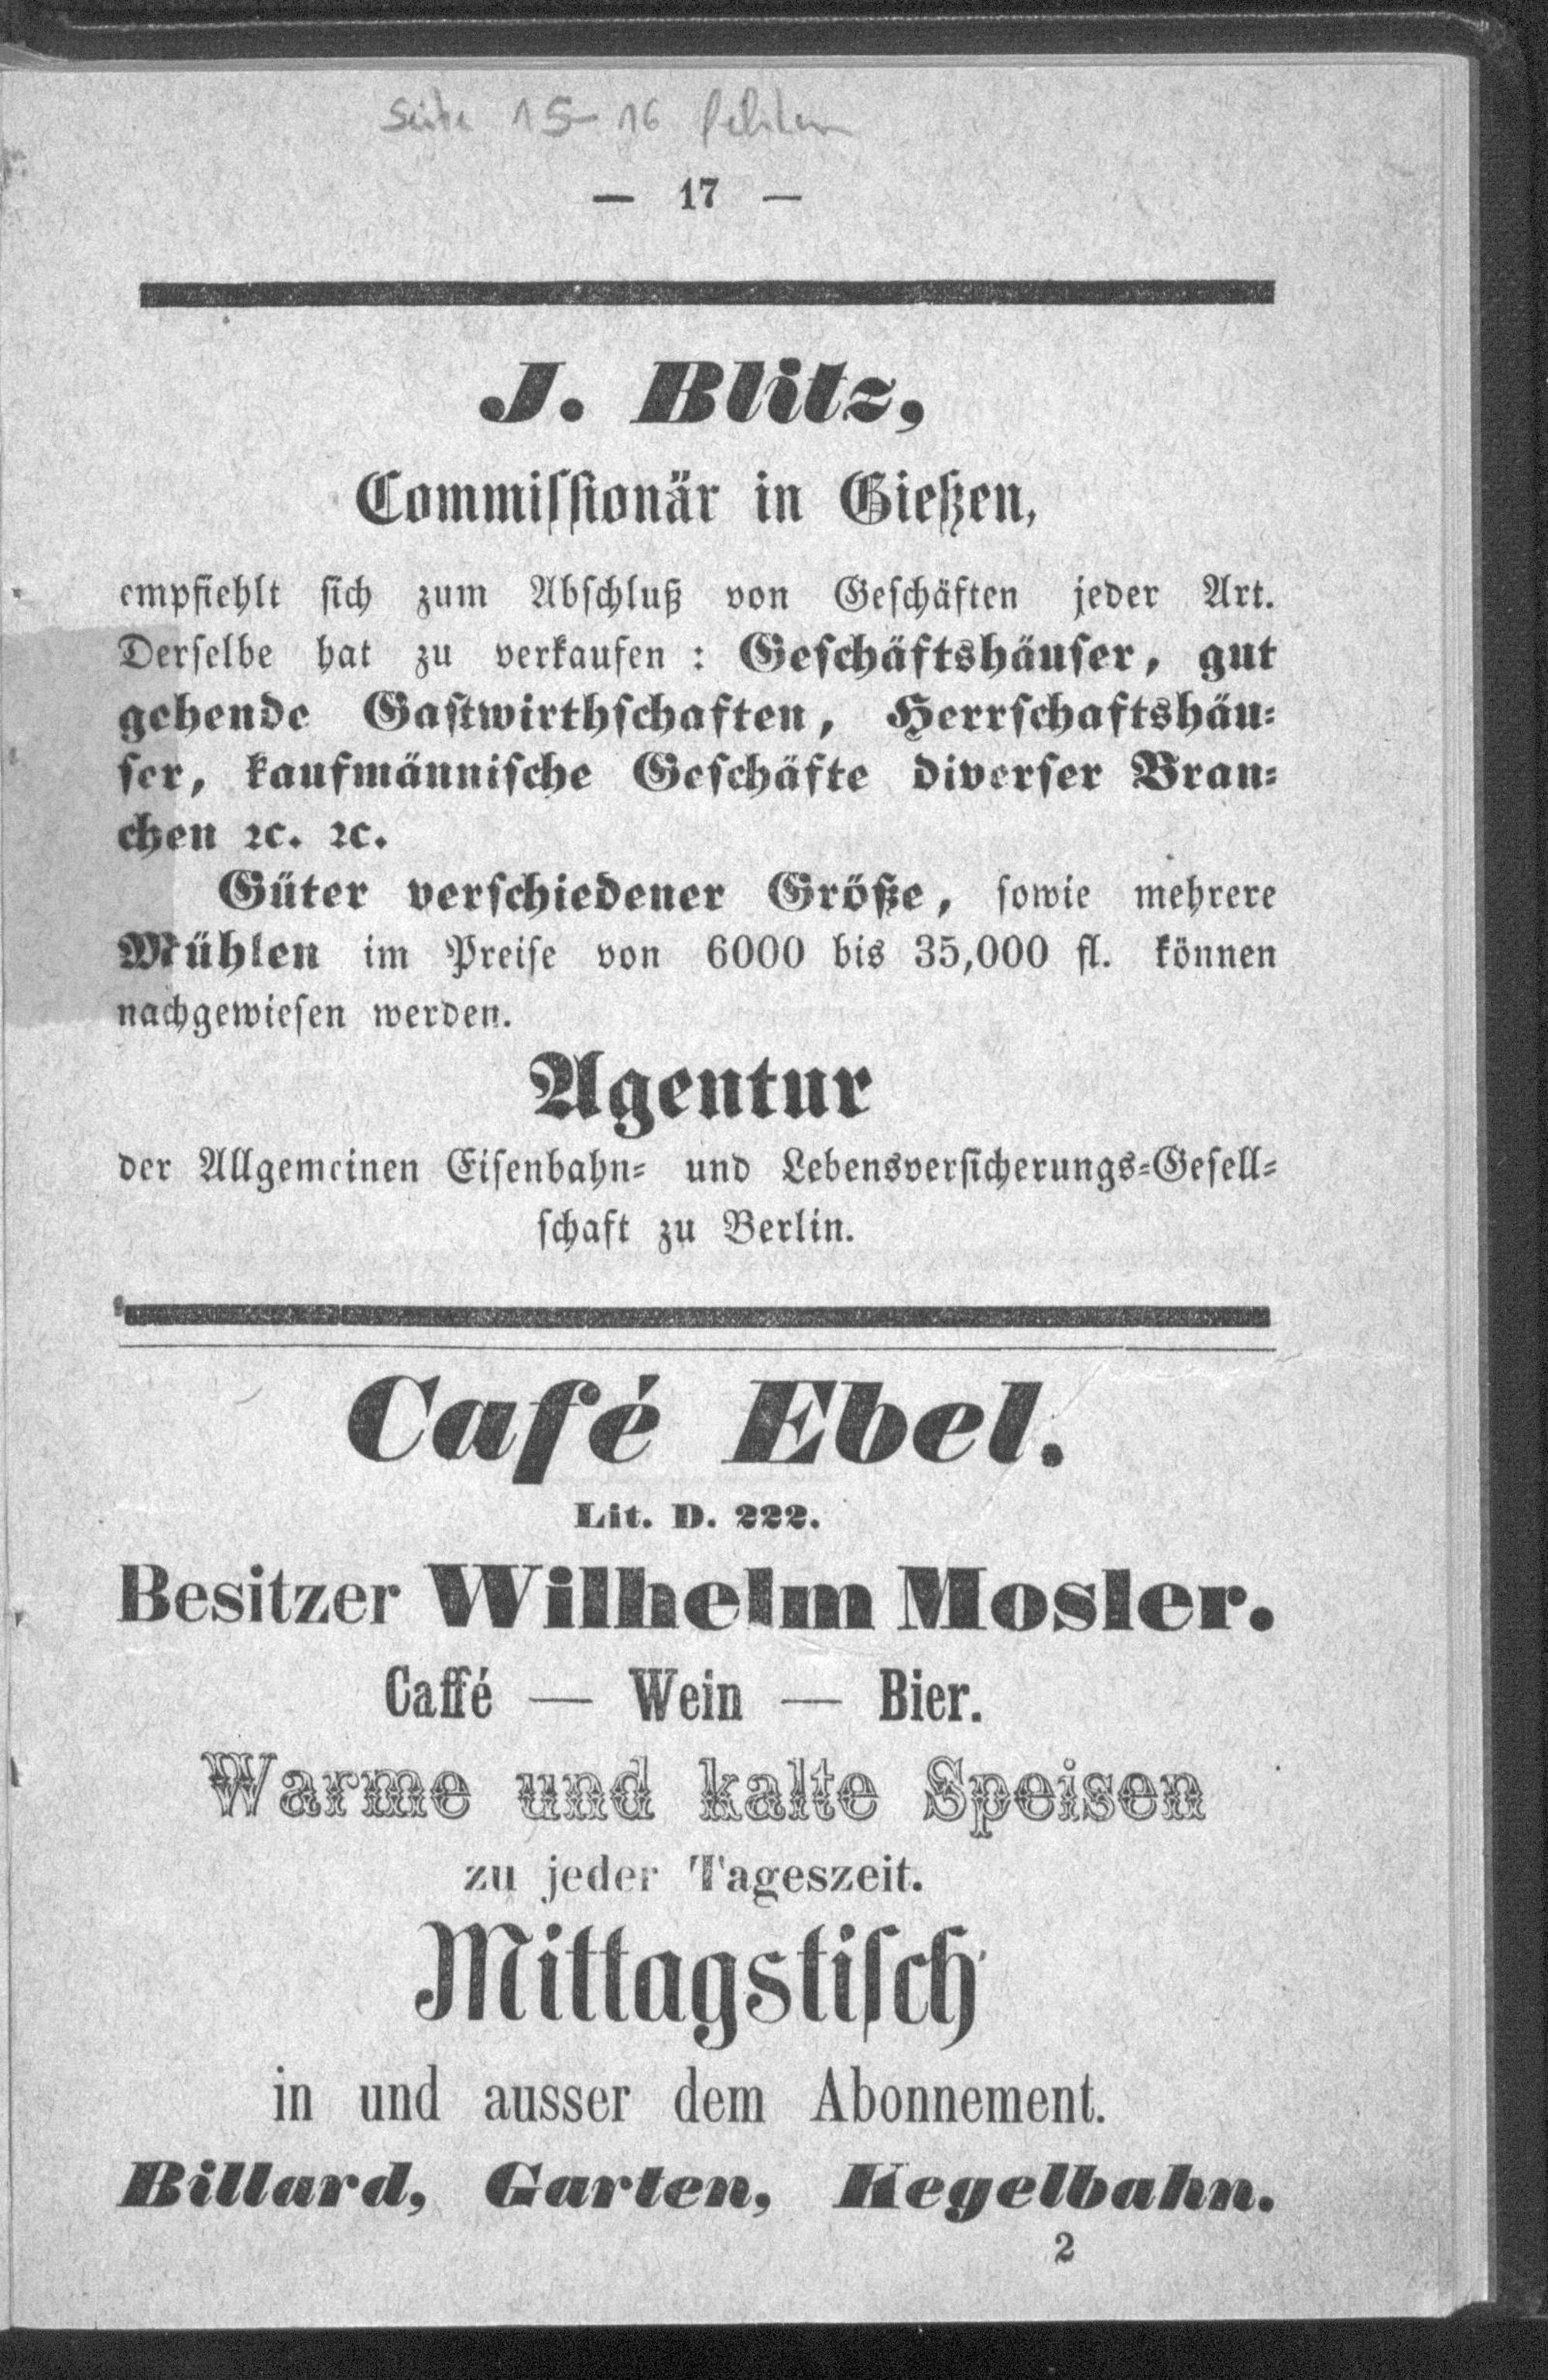 Seite 15-16 fehlen
— 17 —
J. Blitz,
Commissionär in Gießen,
empfiehlt sich zum Abschluß von Geschäften jeder Art.
Derselbe hat zu verkaufen: Geschäftshäuser, gut
gehende Gastwirthschaften, Herrschaftshäu-
ser, kaufmännische Geschäfte diverser Bran-
chen ꝛc. ꝛc.
Güter verschiedener Größe, sowie mehrere
Mühlen im Preise von 6000 bis 35,000 fl. können
nachgewiesen werden.
Agentur
der Allgemeinen Eisenbahn- und Lebensversicherungs-Gesell-
schaft zu Berlin.
Café Ebel.
Lit. D. 222.
Besitzer Wilhelm Mosler.
Caffé — Wein — Bier.
Warme und kalte Speisen
zu jeder Tageszeit.
Mittagstisch
in und ausser dem Abonnement.
Billard, Garten, Kegelbahn.
2